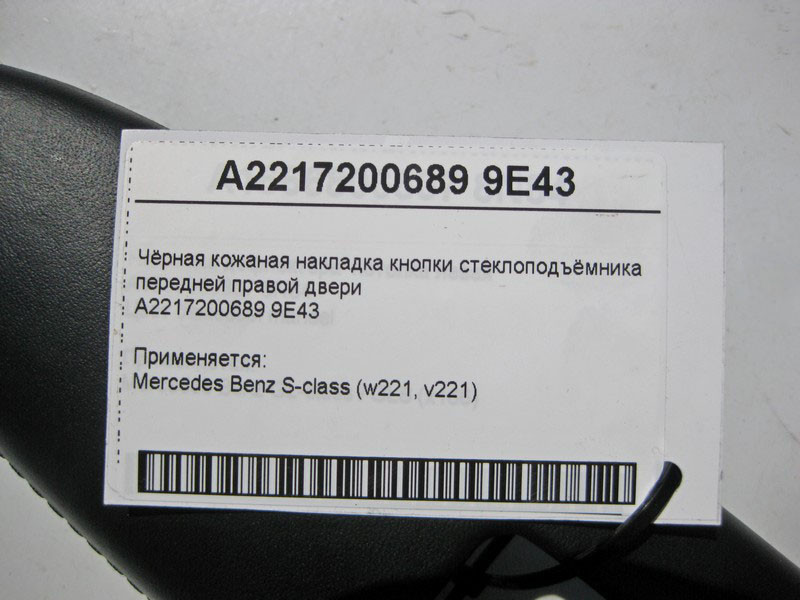 A2217200689 9E43
Чёрная кожаная накладка кнопки стеклоподъёмника
передней правой двери
A2217200689 9E43
Применяется:
Mercedes Benz S-class (w221, v221)